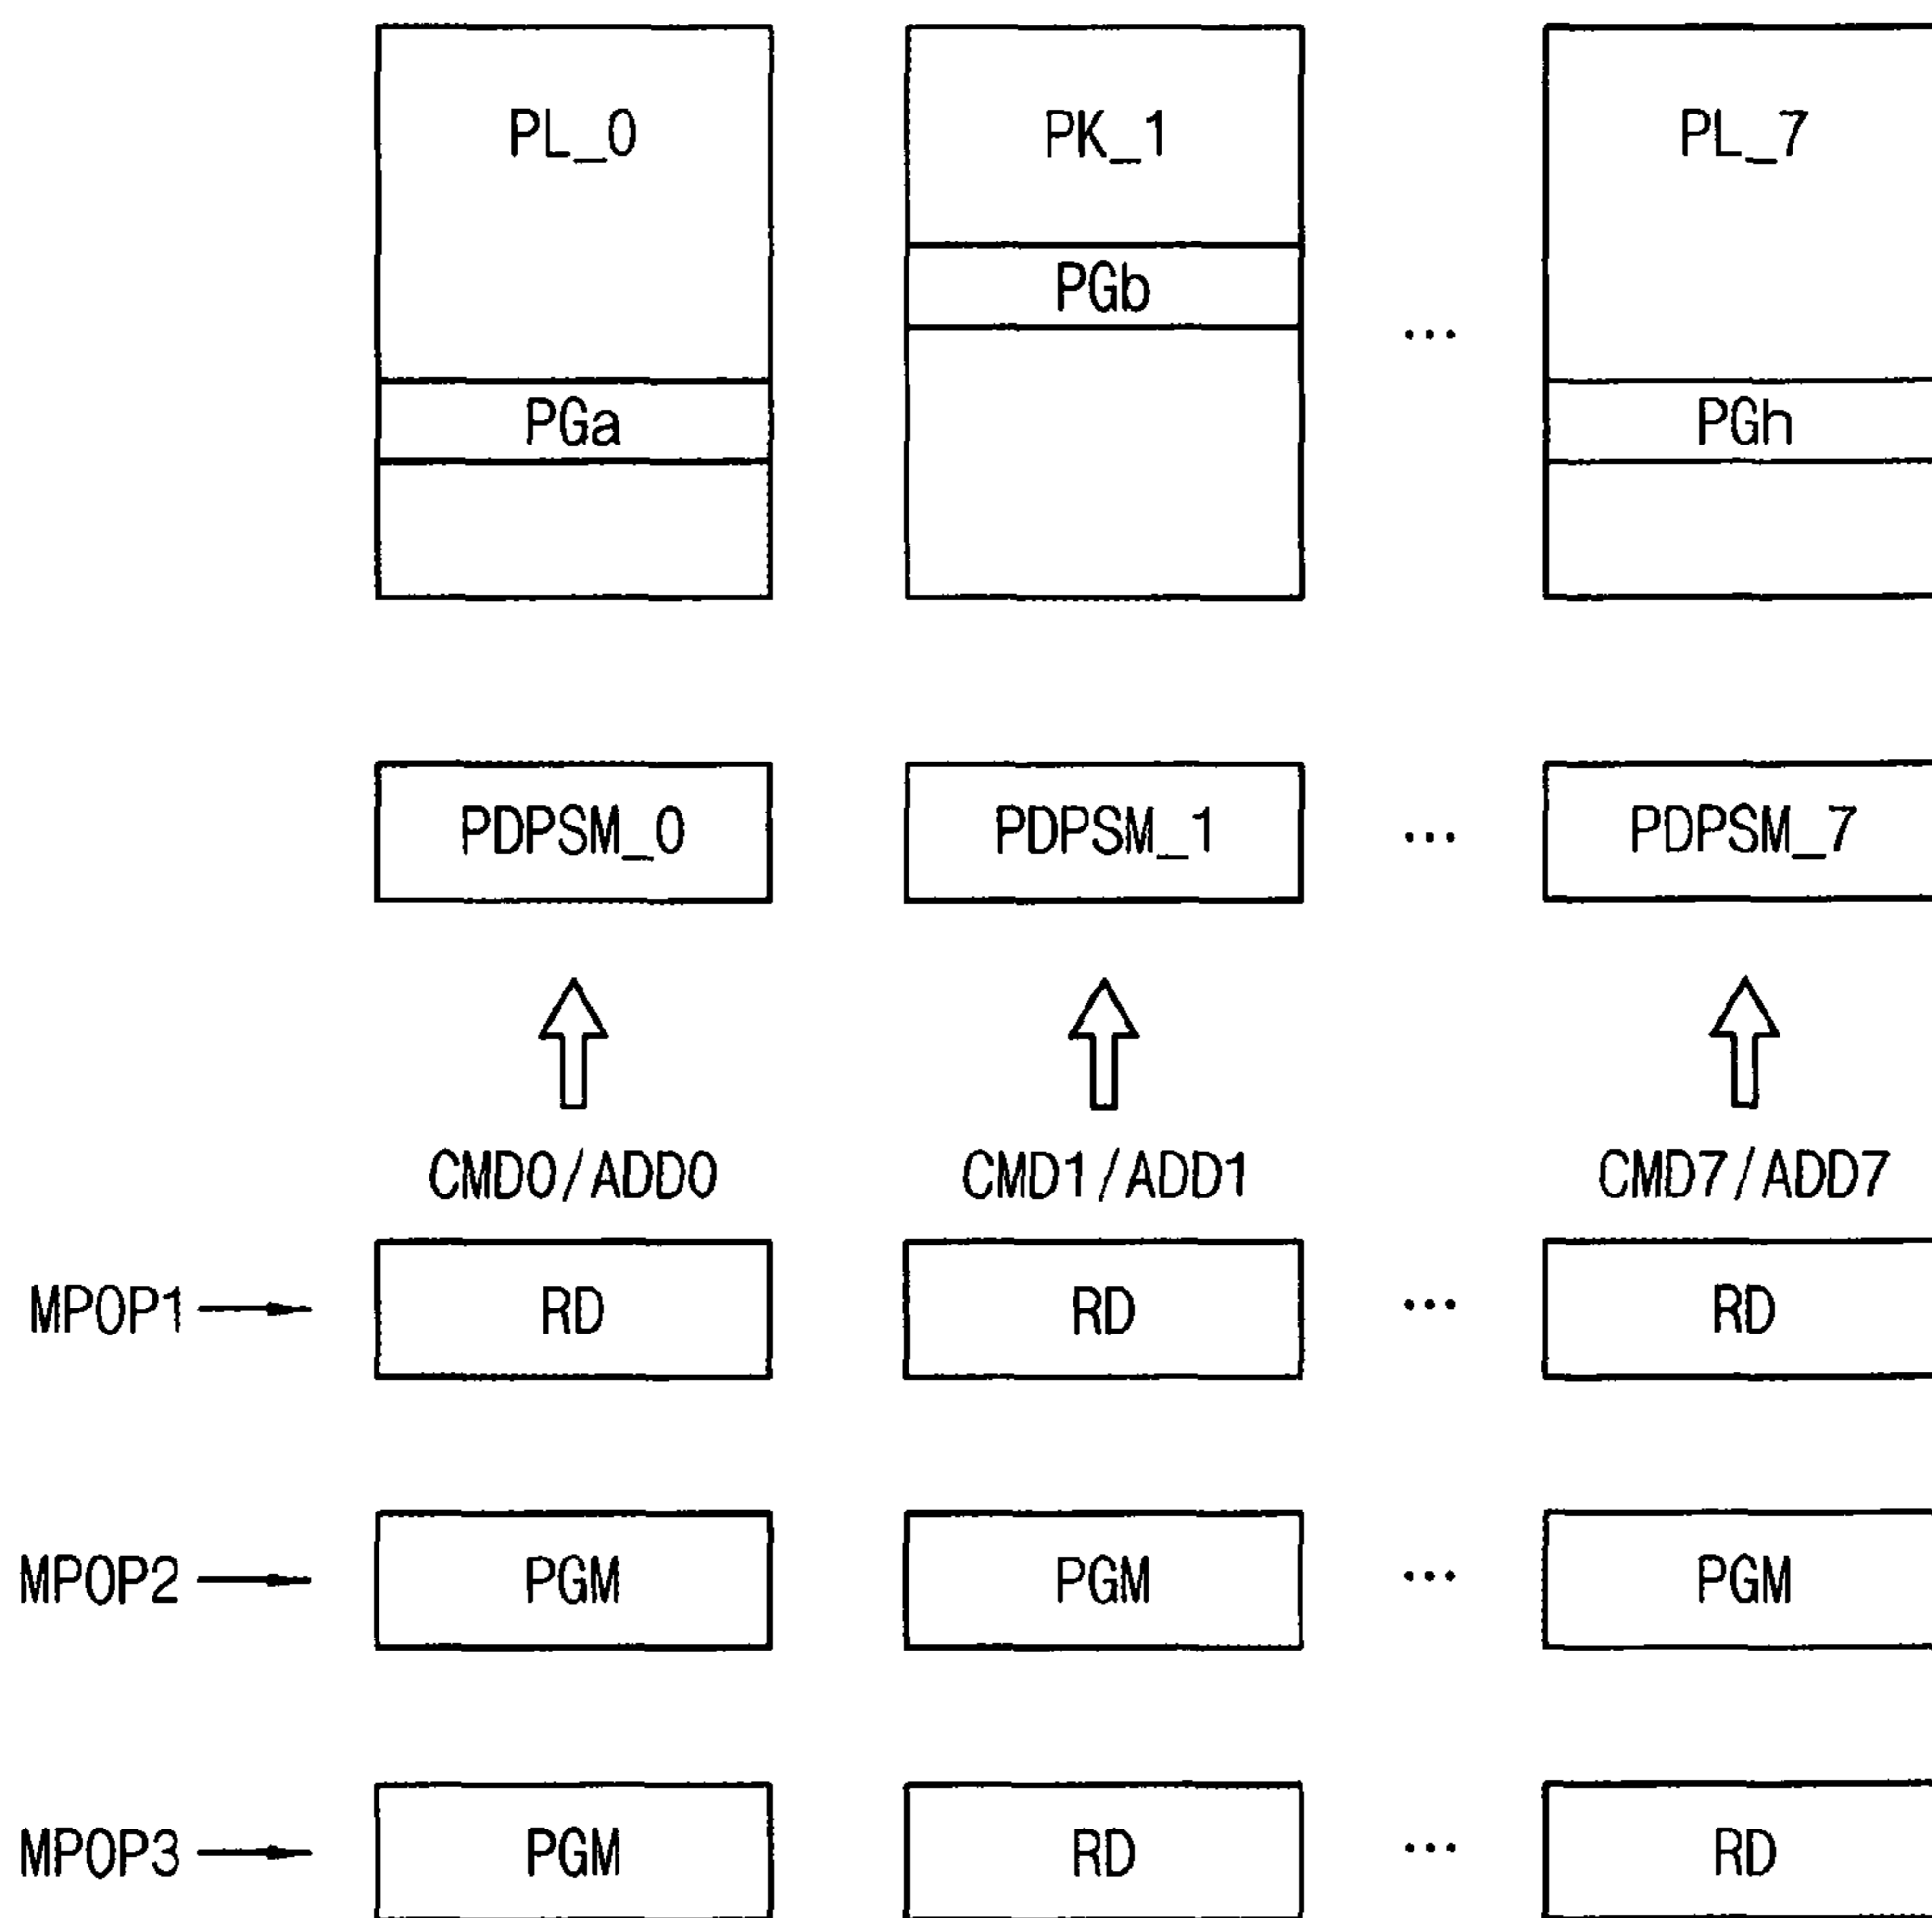 PL_0 PK_1 PL_7
PGb
...
PGa PGh
PDPSM_0 PDPSM_1 ... PDPSM_7
CMD0/ADD0 CMD1/ADD1 CMD7/ADD7
MPOP1 RD RD ... RD
MPOP2 PGM PGM ... PGM
MPOP3 PGM RD ... RD